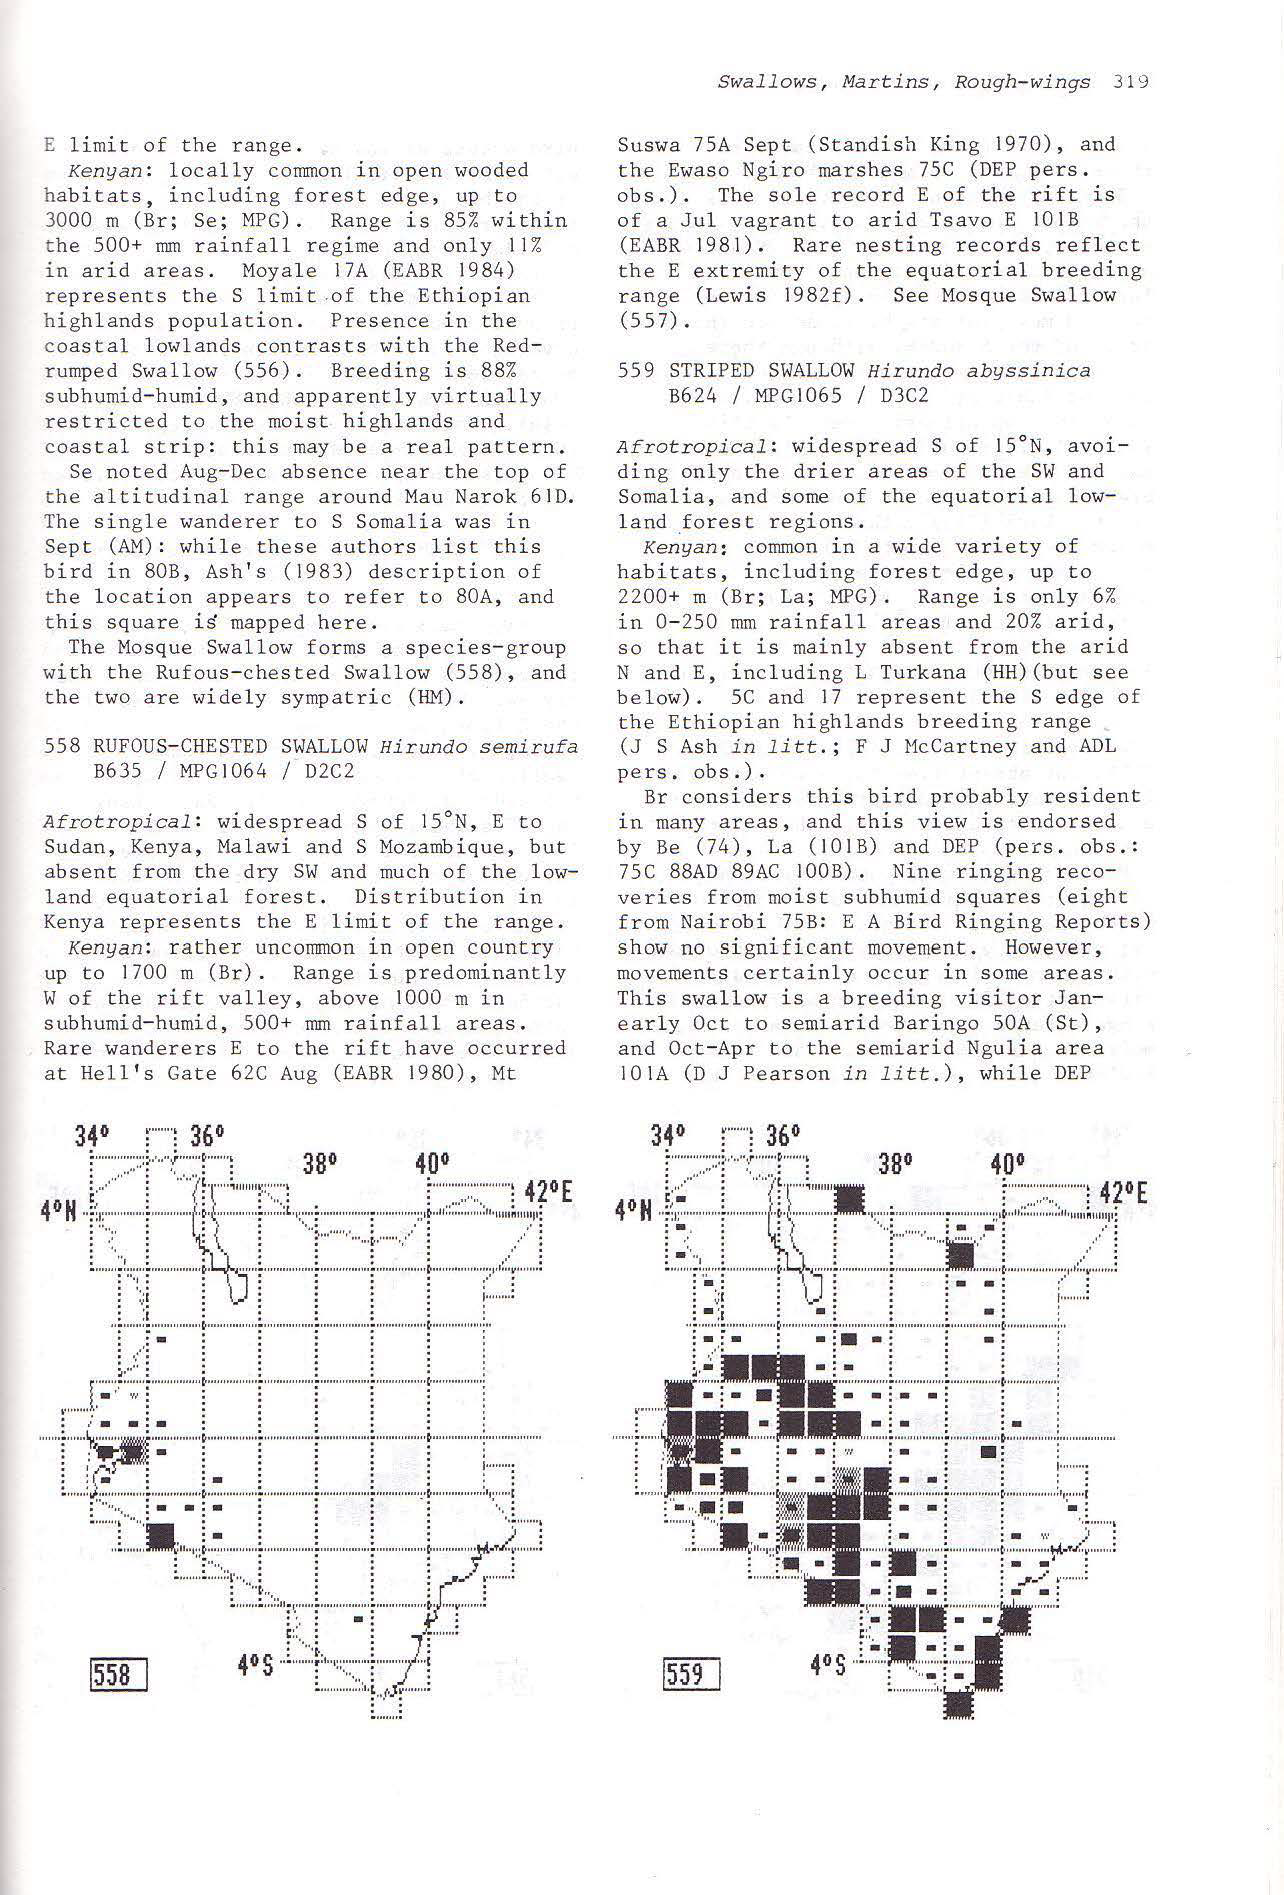 Swallows, Martins, Rough-wings 319
E limit of the range.
Kenyan: locally common in open wooded
habitats, including forest edge, up to
3000 m (Br; Se; MPG). Range is 85% within
the 500+ mm rainfall regime and only 11%
in arid areas. Moyale 17A (EABR 1984)
represents the S limit of the Ethiopian
highlands population. Presence in the
coastal lowlands contrasts with the Red-
rumped Swallow (556). Breeding is 88%
subhumid-humid, and apparently virtually
restricted to the moist highlands and
coastal strip: this may be a real pattern.
Se noted Aug-Dec absence near the top of
the altitudinal range around Mau Narok 61D.
The single wanderer to S Somalia was in
Sept (AM): while these authors list this
bird in 80B, Ash's (1983) description of
the location appears to refer to 80A, and
this square is mapped here.
The Mosque Swallow forms a species-group
with the Rufous-chested Swallow (558), and
the two are widely sympatric (HM).
558 RUFOUS-CHESTED SWALLOW Hirundo semirufa
B635 / MPG1064 / D2C2
Afrotropical: widespread S of 15°N, E to
Sudan, Kenya, Malawi and S Mozambique, but
absent from the dry SW and much of the low-
land equatorial forest. Distribution in
Kenya represents the E limit of the range.
Kenyan: rather uncommon in open country
up to 1700 m (Br). Range is predominantly
W of the rift valley, above 1000 m in
subhumid-humid, 500+ mm rainfall areas.
Rare wanderers E to the rift have occurred
at Hell's Gate 62C Aug (EABR 1980), Mt
Suswa 75A Sept (Standish King 1970), and
the Ewaso Ngiro marshes 75C (DEP pers.
obs.). The sole record E of the rift is
of a Jul vagrant to arid Tsavo E 101B
(EABR 1981). Rare nesting records reflect
the E extremity of the equatorial breeding
range (Lewis 1982f). See Mosque Swallow
(557).
559 STRIPED SWALLOW Hirundo abyssinica
B624 / MPG1065 / D3C2
Afrotropical: widespread S of 15°N, avoi-
ding only the drier areas of the SW and
Somalia, and some of the equatorial low-
land forest regions.
Kenyan: common in a wide variety of
habitats, including forest edge, up to
2200+ m (Br; La; MPG). Range is only 6%
in 0-250 mm rainfall areas and 20% arid,
so that it is mainly absent from the arid
N and E, including L Turkana (HH)(but see
below). 5C and 17 represent the S edge of
the Ethiopian highlands breeding range
(J S Ash in litt.; F J McCartney and ADL
pers. obs.).
Br considers this bird probably resident
in many areas, and this view is endorsed
by Be (74), La (101B) and DEP (pers. obs.:
75C 88AD 89AC 100B). Nine ringing reco-
veries from moist subhumid squares (eight
from Nairobi 75B: E A Bird Ringing Reports)
show no significant movement. However,
movements certainly occur in some areas.
This swallow is a breeding visitor Jan-
early Oct to semiarid Baringo 50A (St),
and Oct-Apr to the semiarid Ngulia area
101A (D J Pearson in litt.), while DEP
34° 36°
38° 40°
42°E
4°N
4°S
558
34° 36°
38° 40°
42°E
4°N
4°S
559